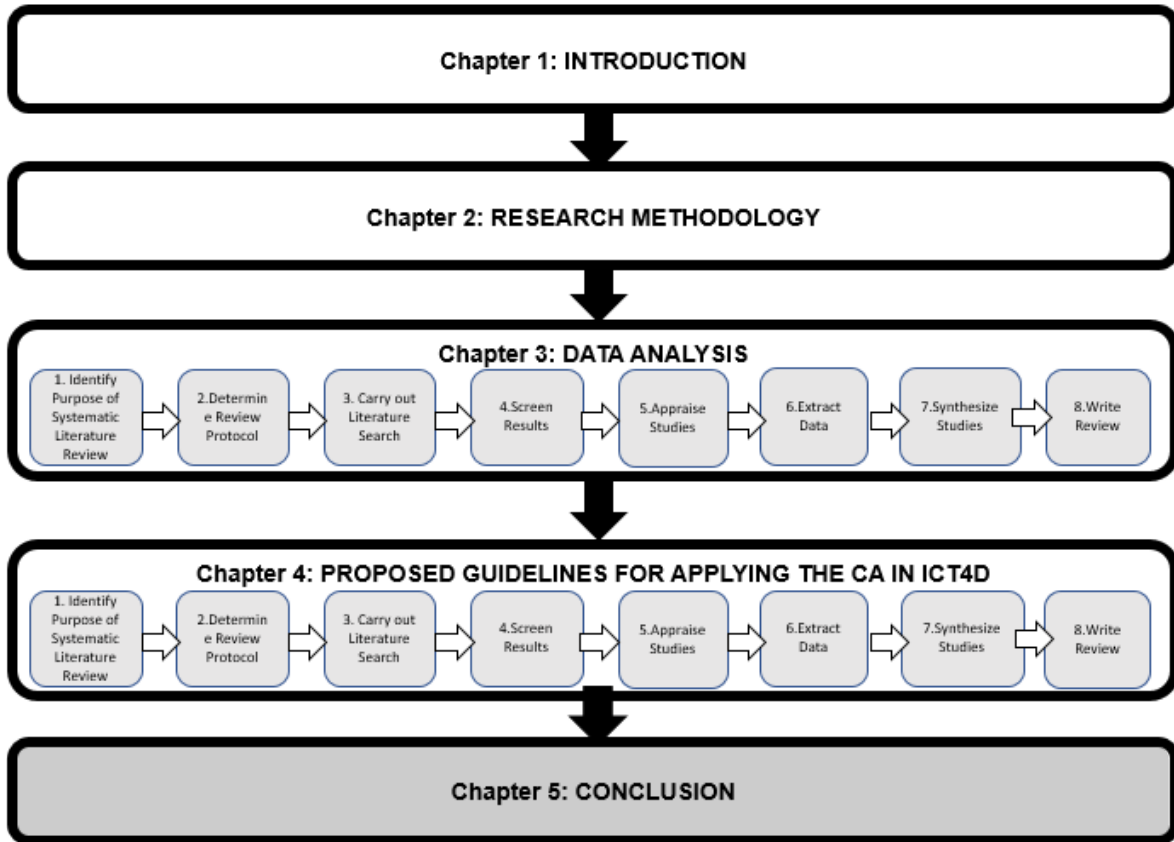 Chapter 1: INTRODUCTION
Chapter 2: RESEARCH METHODOLOGY
Chapter 3: DATA ANALYSIS
1. Identify
Purpose of
Systematic
Literature
Review
2.Determin
e Review
Protocol
3. Carry out
Literature
Search
4.Screen
Results
5.Appraise
Studies
6.Extract
Data
7.Synthesize
Studies
8.Write
Review
Chapter 4: PROPOSED GUIDELINES FOR APPLYING THE CA IN ICT4D
1. Identify
Purpose of
Systematic
Literature
Review
2.Determin
e Review
Protocol
3. Carry out
Literature
Search
4.Screen
Results
5.Appraise
Studies
6.Extract
Data
7.Synthesize
Studies
8.Write
Review
Chapter 5: CONCLUSION